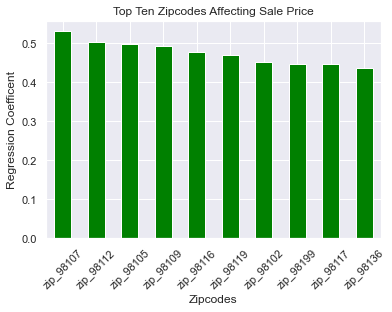 Top Ten Zipcodes Affecting Sale Price
0.5
0.4
0.3
0.2
0.1
0.0
Regression Coefficent
zip_98107
zip_98112
zip_98105
zip_98109
zip_98116
zip_98119
zip_98102
zip_98199
zip_98117
zip_98136
Zipcodes